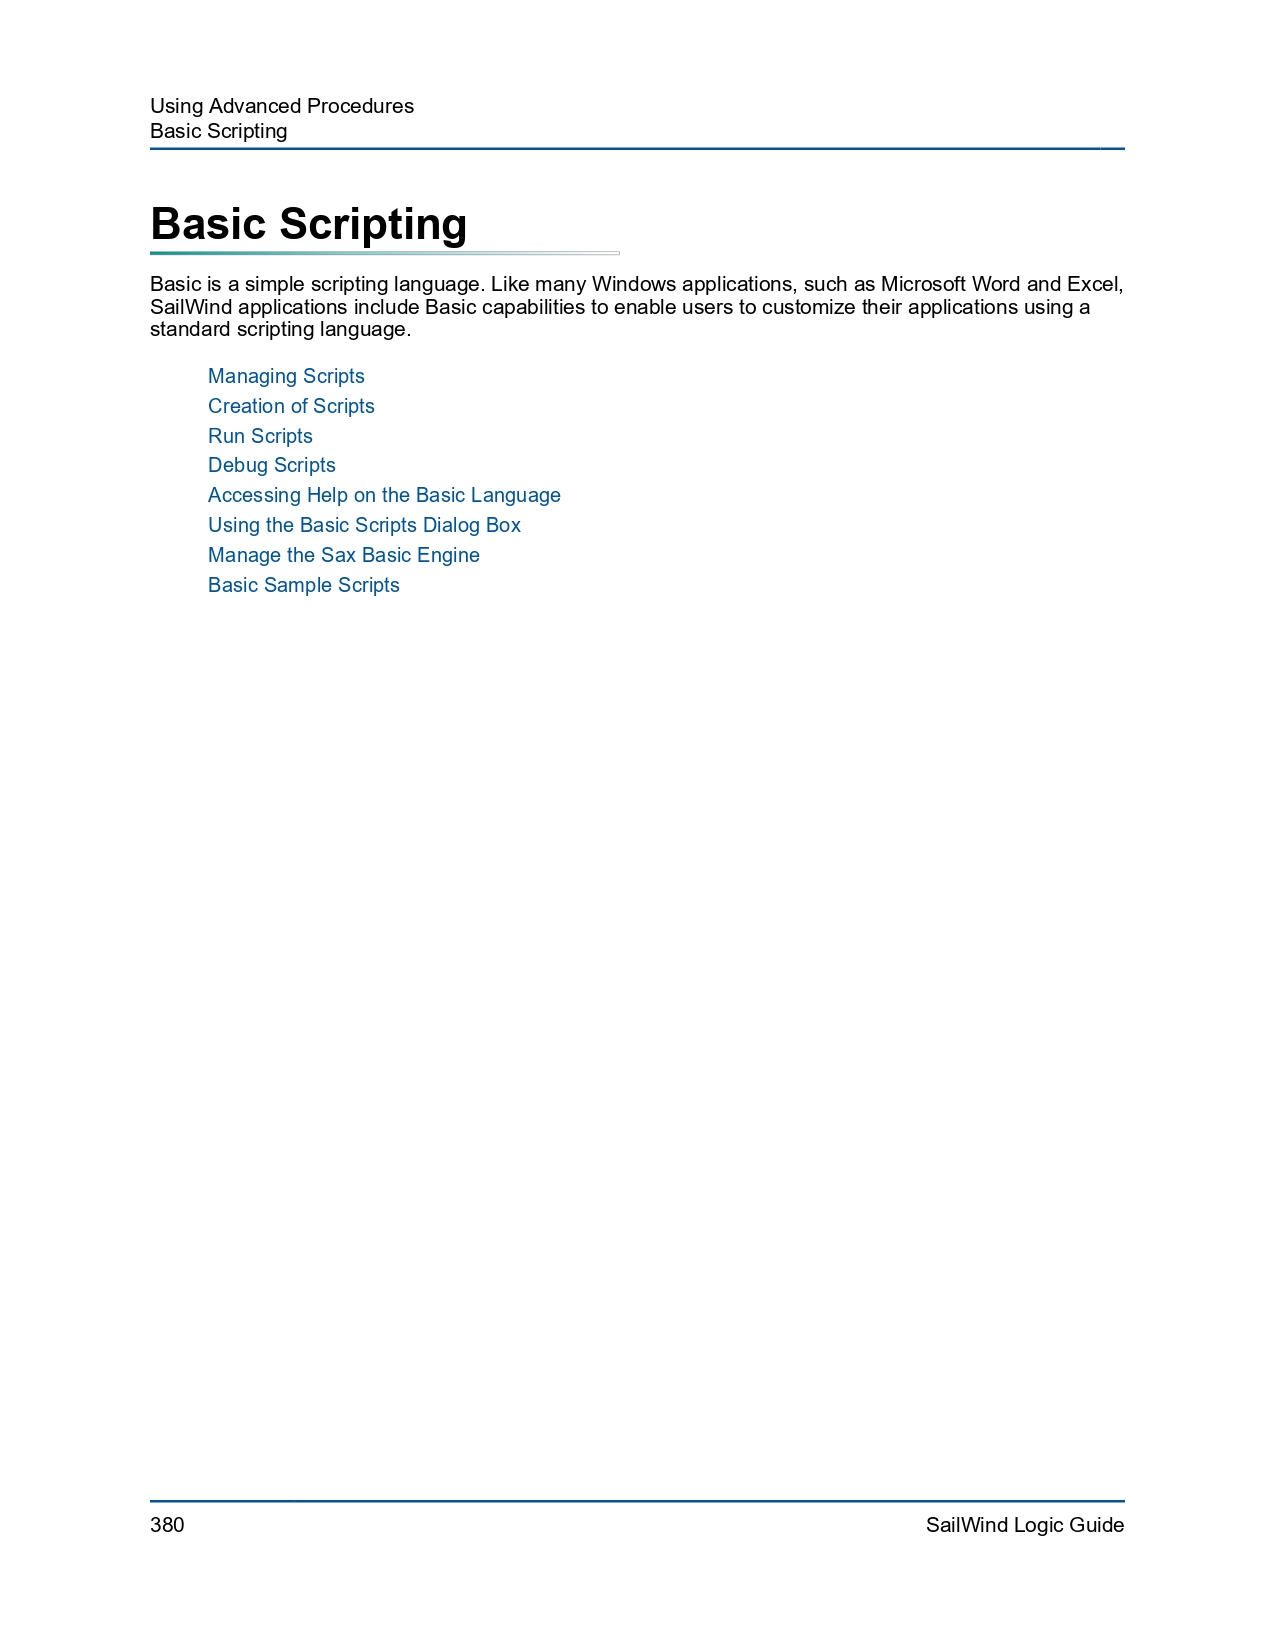 Using Advanced Procedures
Basic Scripting
Basic Scripting
Basic is a simple scripting language. Like many Windows applications, such as Microsoft Word and Excel,
SailWind applications include Basic capabilities to enable users to customize their applications using a
standard scripting language.
Managing Scripts
Creation of Scripts
Run Scripts
Debug Scripts
Accessing Help on the Basic Language
Using the Basic Scripts Dialog Box
Manage the Sax Basic Engine
Basic Sample Scripts
380
SailWind Logic Guide